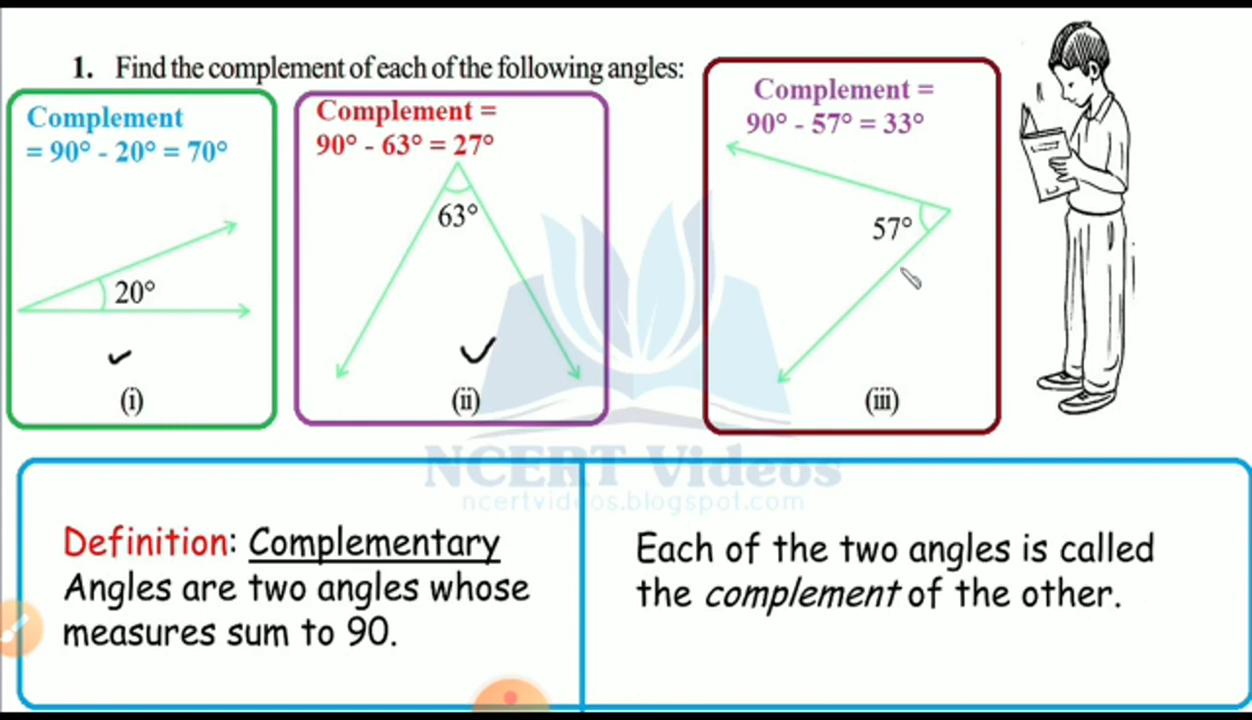 1. Find the complement of each of the following angles:
Complement
= 90° - 20° = 70°
20°
(i)
Complement =
90° - 63° = 27°
63°
(ii)
Complement =
90° - 57° = 33°
57°
(iii)
NCERT Videos
ncertvideos.blogspot.com
Definition: Complementary
Angles are two angles whose
measures sum to 90.
Each of the two angles is called
the complement of the other.